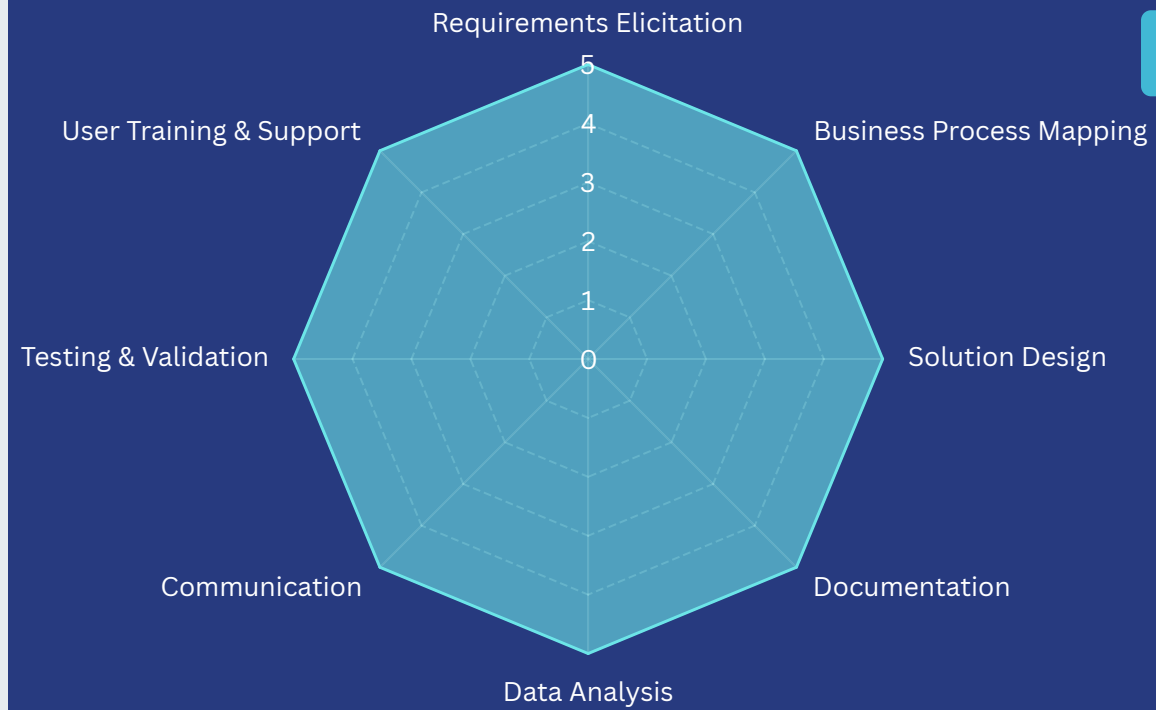 Requirements Elicitation
5
User Training & Support
Business Process Mapping
4
3
2
1
Testing & Validation
0
Solution Design
Communication
Documentation
Data Analysis